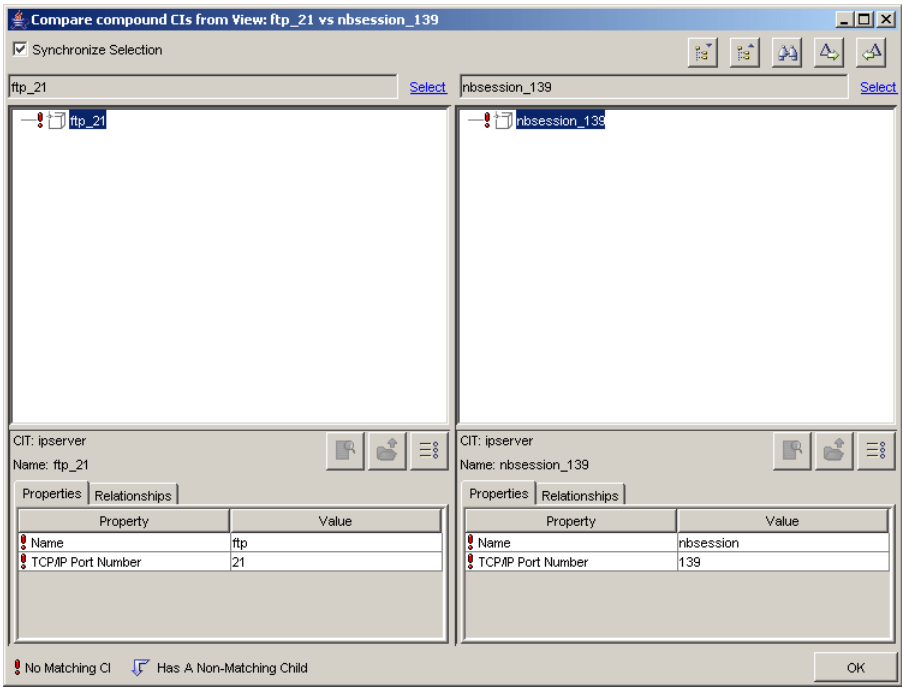 Compare compound CIs from View: ftp_21 vs nbsession_139
Synchronize Selection
ftp_21 Select nbsession_139 Select
ftp_21 nbsession_139
CIT: ipserver CIT: ipserver
Name: ftp_21 Name: nbsession_139
Properties Relationships Properties Relationships
Property Value Property Value
Name ftp Name nbsession
TCP/IP Port Number 21 TCP/IP Port Number 139
No Matching CI Has A Non-Matching Child OK